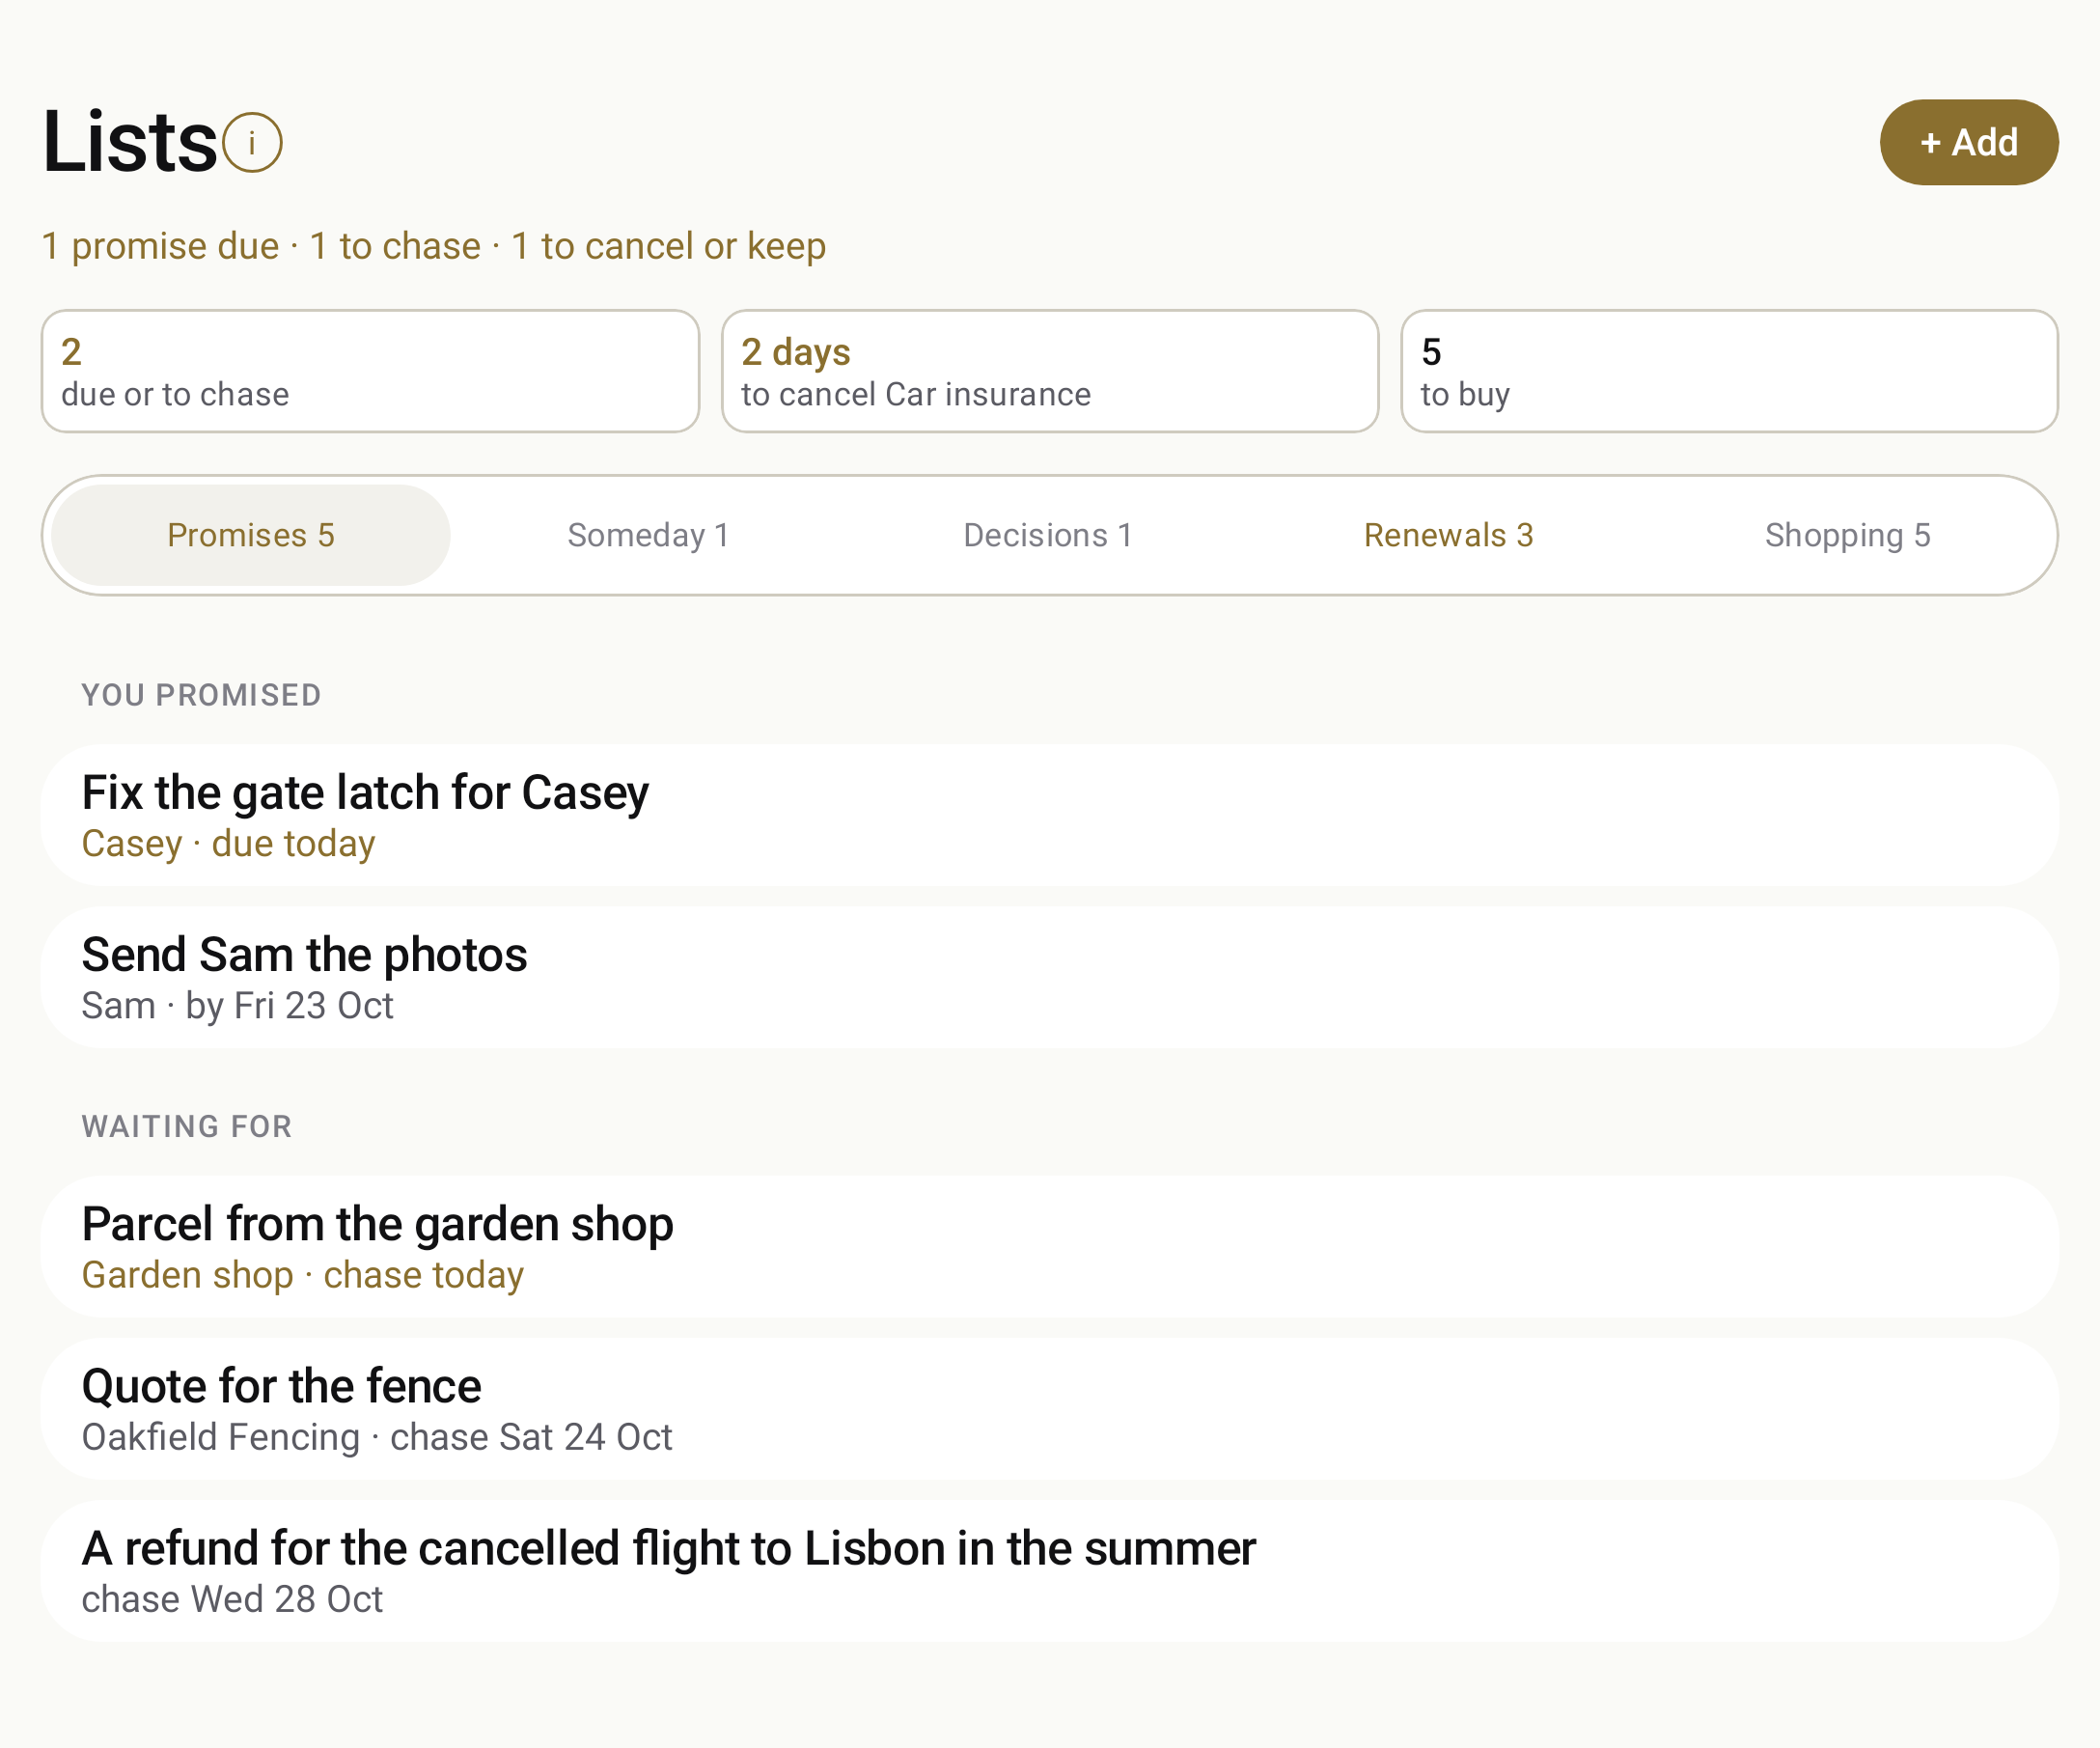 Lists i
+ Add
1 promise due · 1 to chase · 1 to cancel or keep
2
due or to chase
2 days
to cancel Car insurance
5
to buy
Promises 5
Someday 1
Decisions 1
Renewals 3
Shopping 5
YOU PROMISED
Fix the gate latch for Casey
Casey · due today
Send Sam the photos
Sam · by Fri 23 Oct
WAITING FOR
Parcel from the garden shop
Garden shop · chase today
Quote for the fence
Oakfield Fencing · chase Sat 24 Oct
A refund for the cancelled flight to Lisbon in the summer
chase Wed 28 Oct